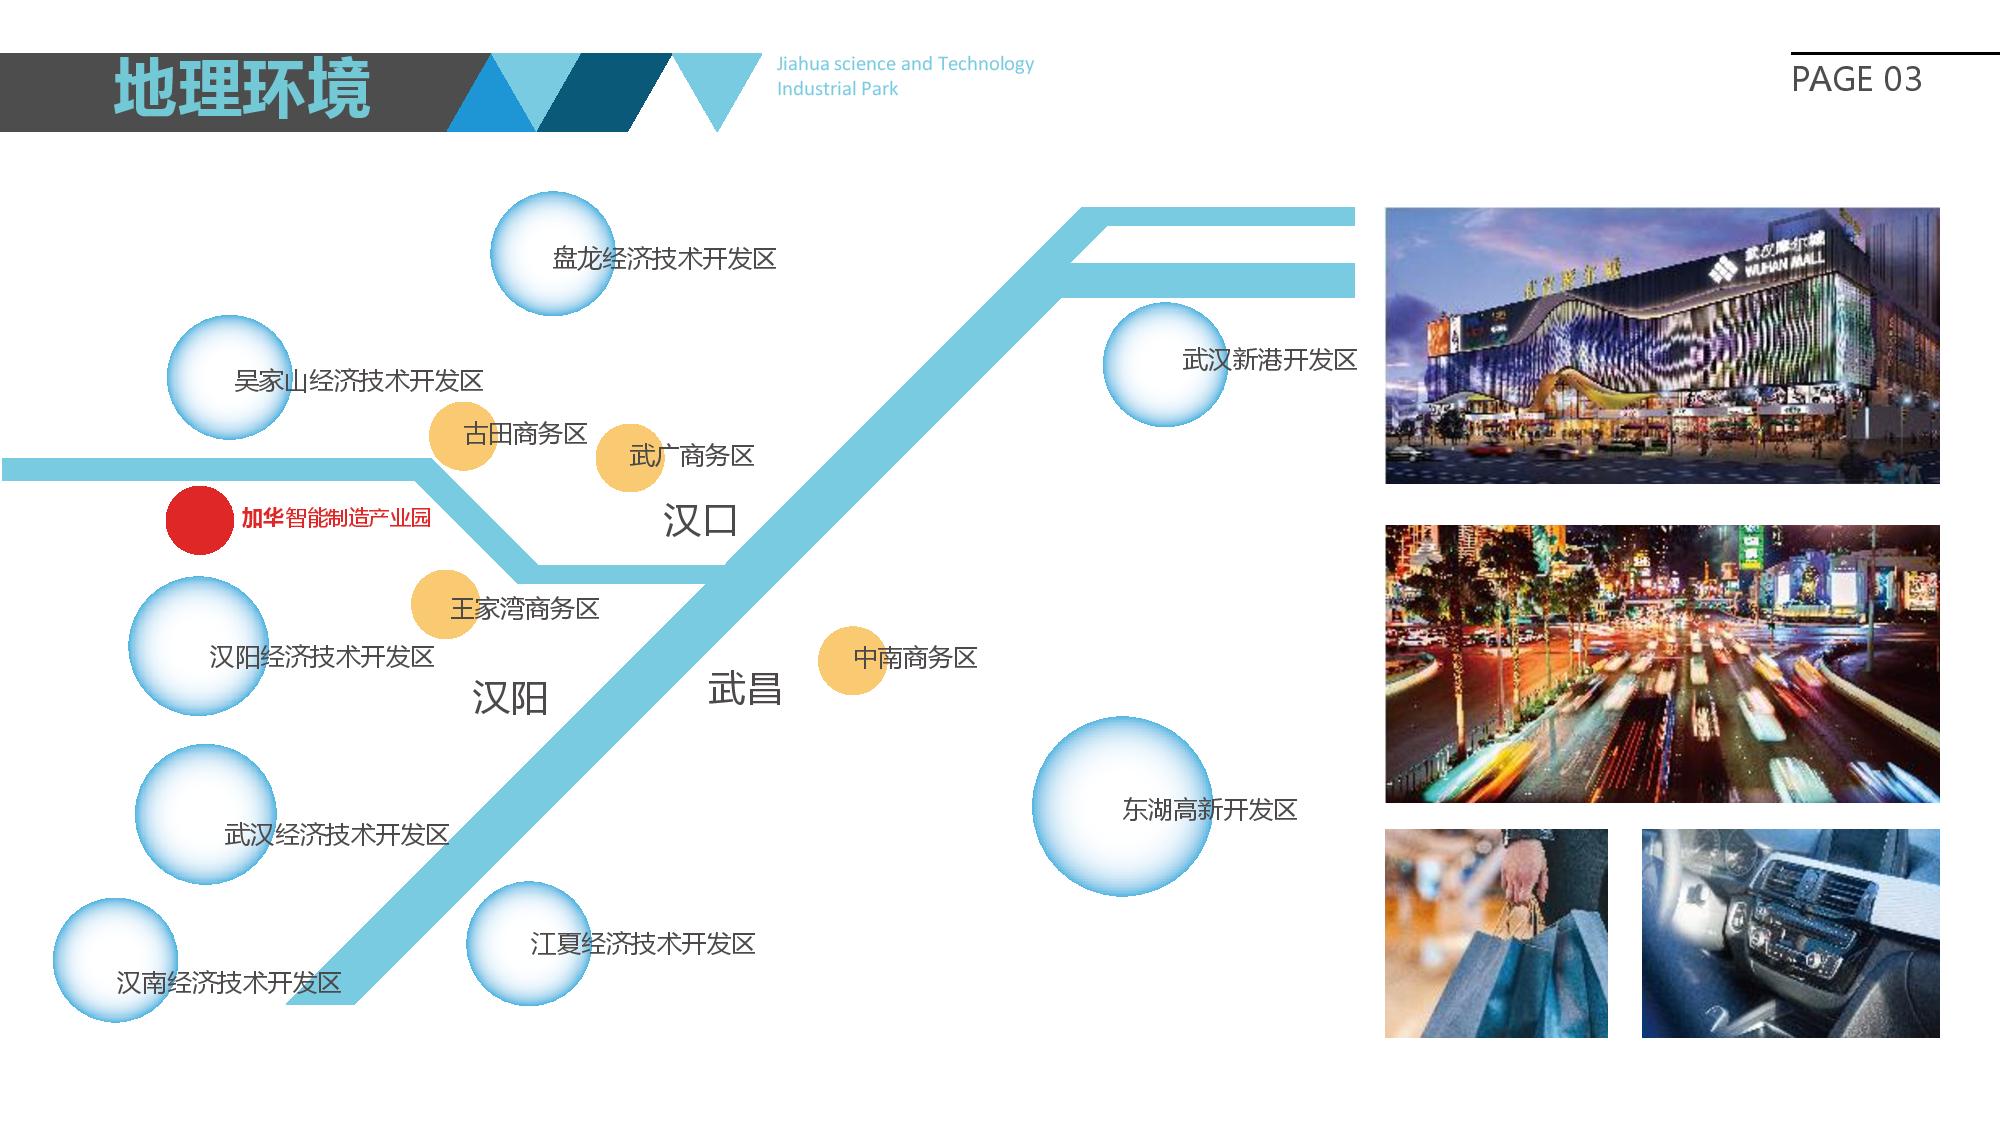 地理环境
Jiahua science and Technology
Industrial Park
PAGE 03
盘龙经济技术开发区
吴家山经济技术开发区
武汉新港开发区
古田商务区
武广商务区
汉口
加华智能制造产业园
王家湾商务区
汉阳经济技术开发区
中南商务区
汉阳
武昌
东湖高新开发区
武汉经济技术开发区
江夏经济技术开发区
汉南经济技术开发区
武汉摩尔城
WUHAN MALL
武汉摩尔城